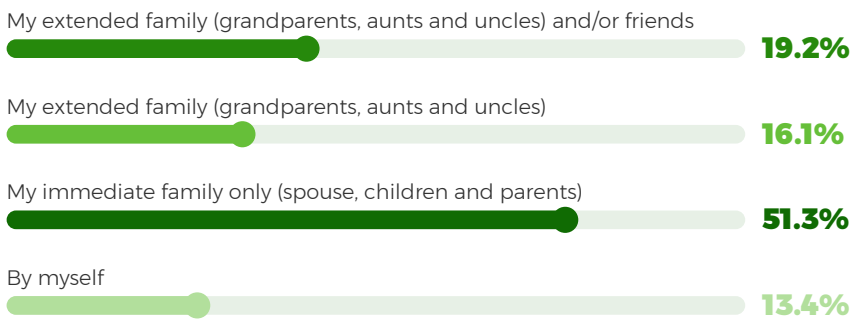 My extended family (grandparents, aunts and uncles) and/or friends
19.2%
My extended family (grandparents, aunts and uncles)
16.1%
My immediate family only (spouse, children and parents)
51.3%
By myself
13.4%